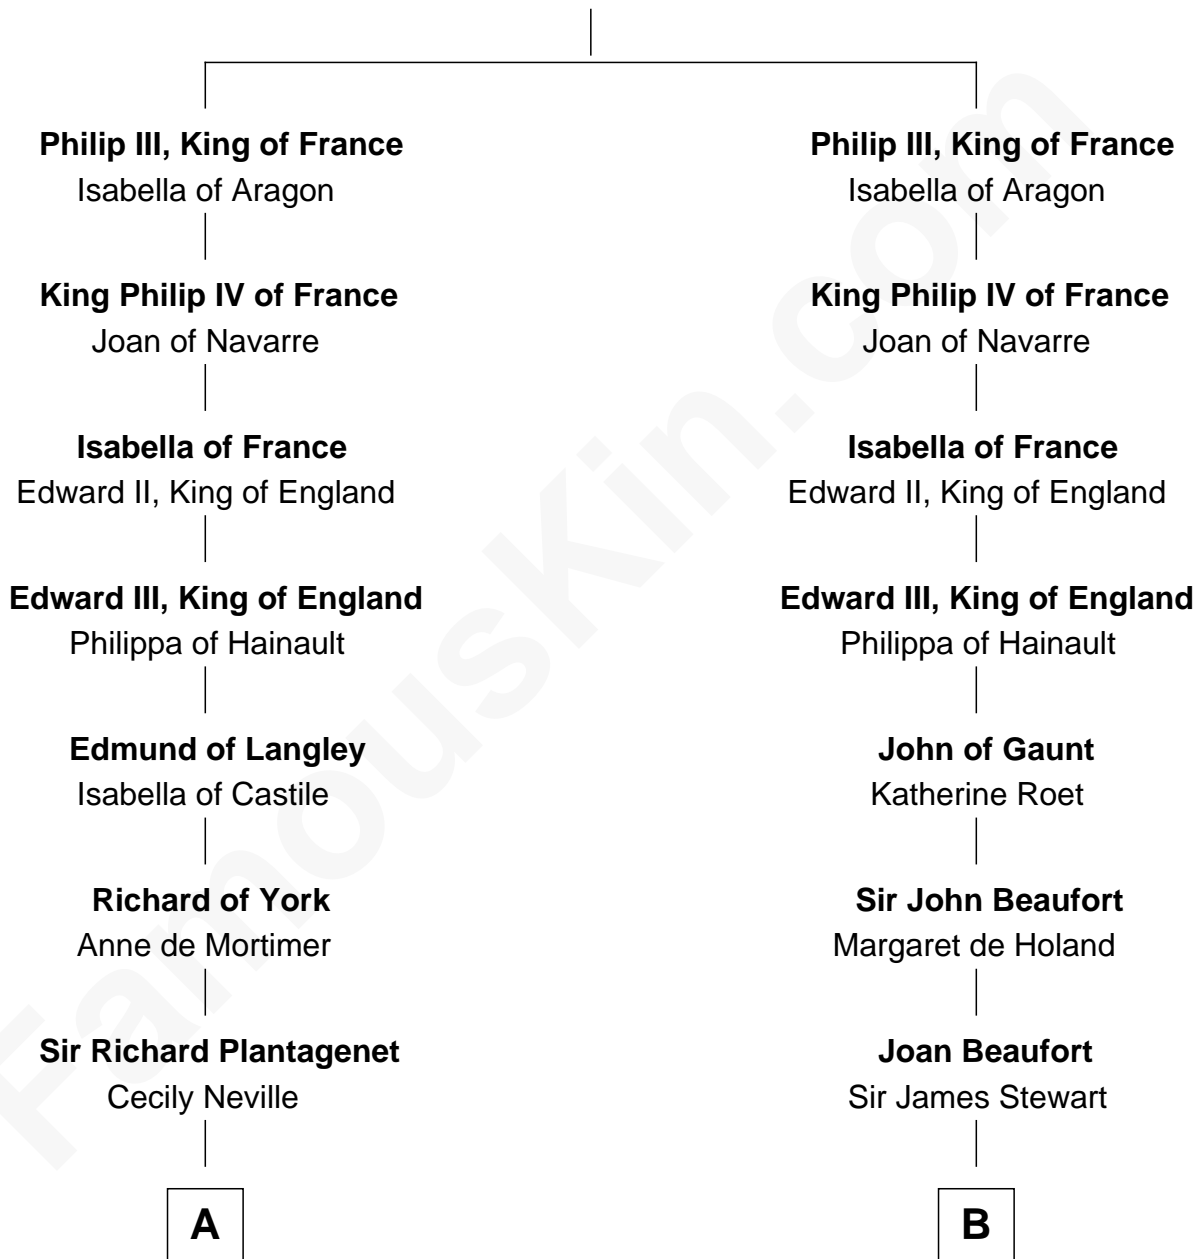 Philip III, King of France
Isabella of Aragon
King Philip IV of France
Joan of Navarre
Isabella of France
Edward II, King of England
Edward III, King of England
Philippa of Hainault
Edmund of Langley
Isabella of Castile
Richard of York
Anne de Mortimer
Sir Richard Plantagenet
Cecily Neville
A
Philip III, King of France
Isabella of Aragon
King Philip IV of France
Joan of Navarre
Isabella of France
Edward II, King of England
Edward III, King of England
Philippa of Hainault
John of Gaunt
Katherine Roet
Sir John Beaufort
Margaret de Holand
Joan Beaufort
Sir James Stewart
B
FamousKin.com